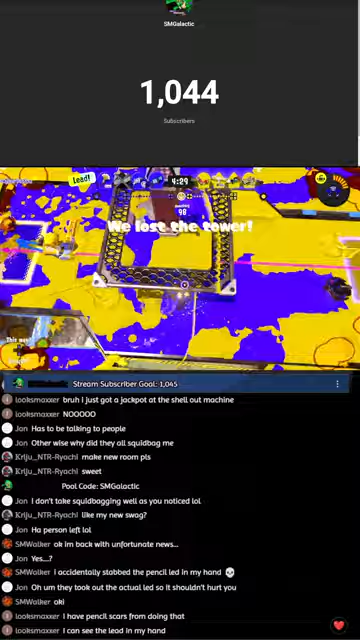 SMGalactic
1,044
Subscribers
Lead!
4:29
98
We lost the tower!
This way!
Stream Subscriber Goal: 1,045
looksmaxxer bruh i just got a jackpot at the shell out machine
looksmaxxer NOOOOO
Jon Has to be talking to people
Jon Other wise why did they all squidbag me
Kriju_NTR-Ryachi make new room pls
Kriju_NTR-Ryachi sweet
Pool Code: SMGalactic
Jon I don't take squidbagging well as you noticed lol
Kriju_NTR-Ryachi like my new swag?
Jon Ha person left lol
SMWalker ok im back with unfortunate news...
Jon Yes....?
SMWalker I accidentally stabbed the pencil led in my hand 💀
Jon Oh um they took out the actual led so it shouldn't hurt you
SMWalker oki
looksmaxxer I have pencil scars from doing that
looksmaxxer I can see the lead in my hand